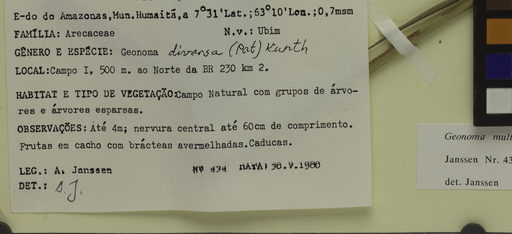 E-do do Amazonas,Mun.Humaitá,a 7°31'Lat.;63°10'Lon.;0,7msm
FAMÍLIA: Arecaceae N.v.: Ubim
GÊNERO E ESPÉCIE: Geonoma diversa (Poit) Kunth
LOCAL:Campo I, 500 m. ao Norte da BR 230 km 2.
HABITAT E TIPO DE VEGETAÇÃO:Campo Natural com grupos de árvo-
res e árvores esparsas.
OBSERVAÇÕES: Até 4m; nervura central até 60cm de comprimento.
Frutas em cacho com brácteas avermelhadas.Caducas.
LEG.: A. Janssen Nº 434 DATA: 30.V.1980
DET.: A.J.
Geonoma mul
Janssen Nr. 43
det. Janssen